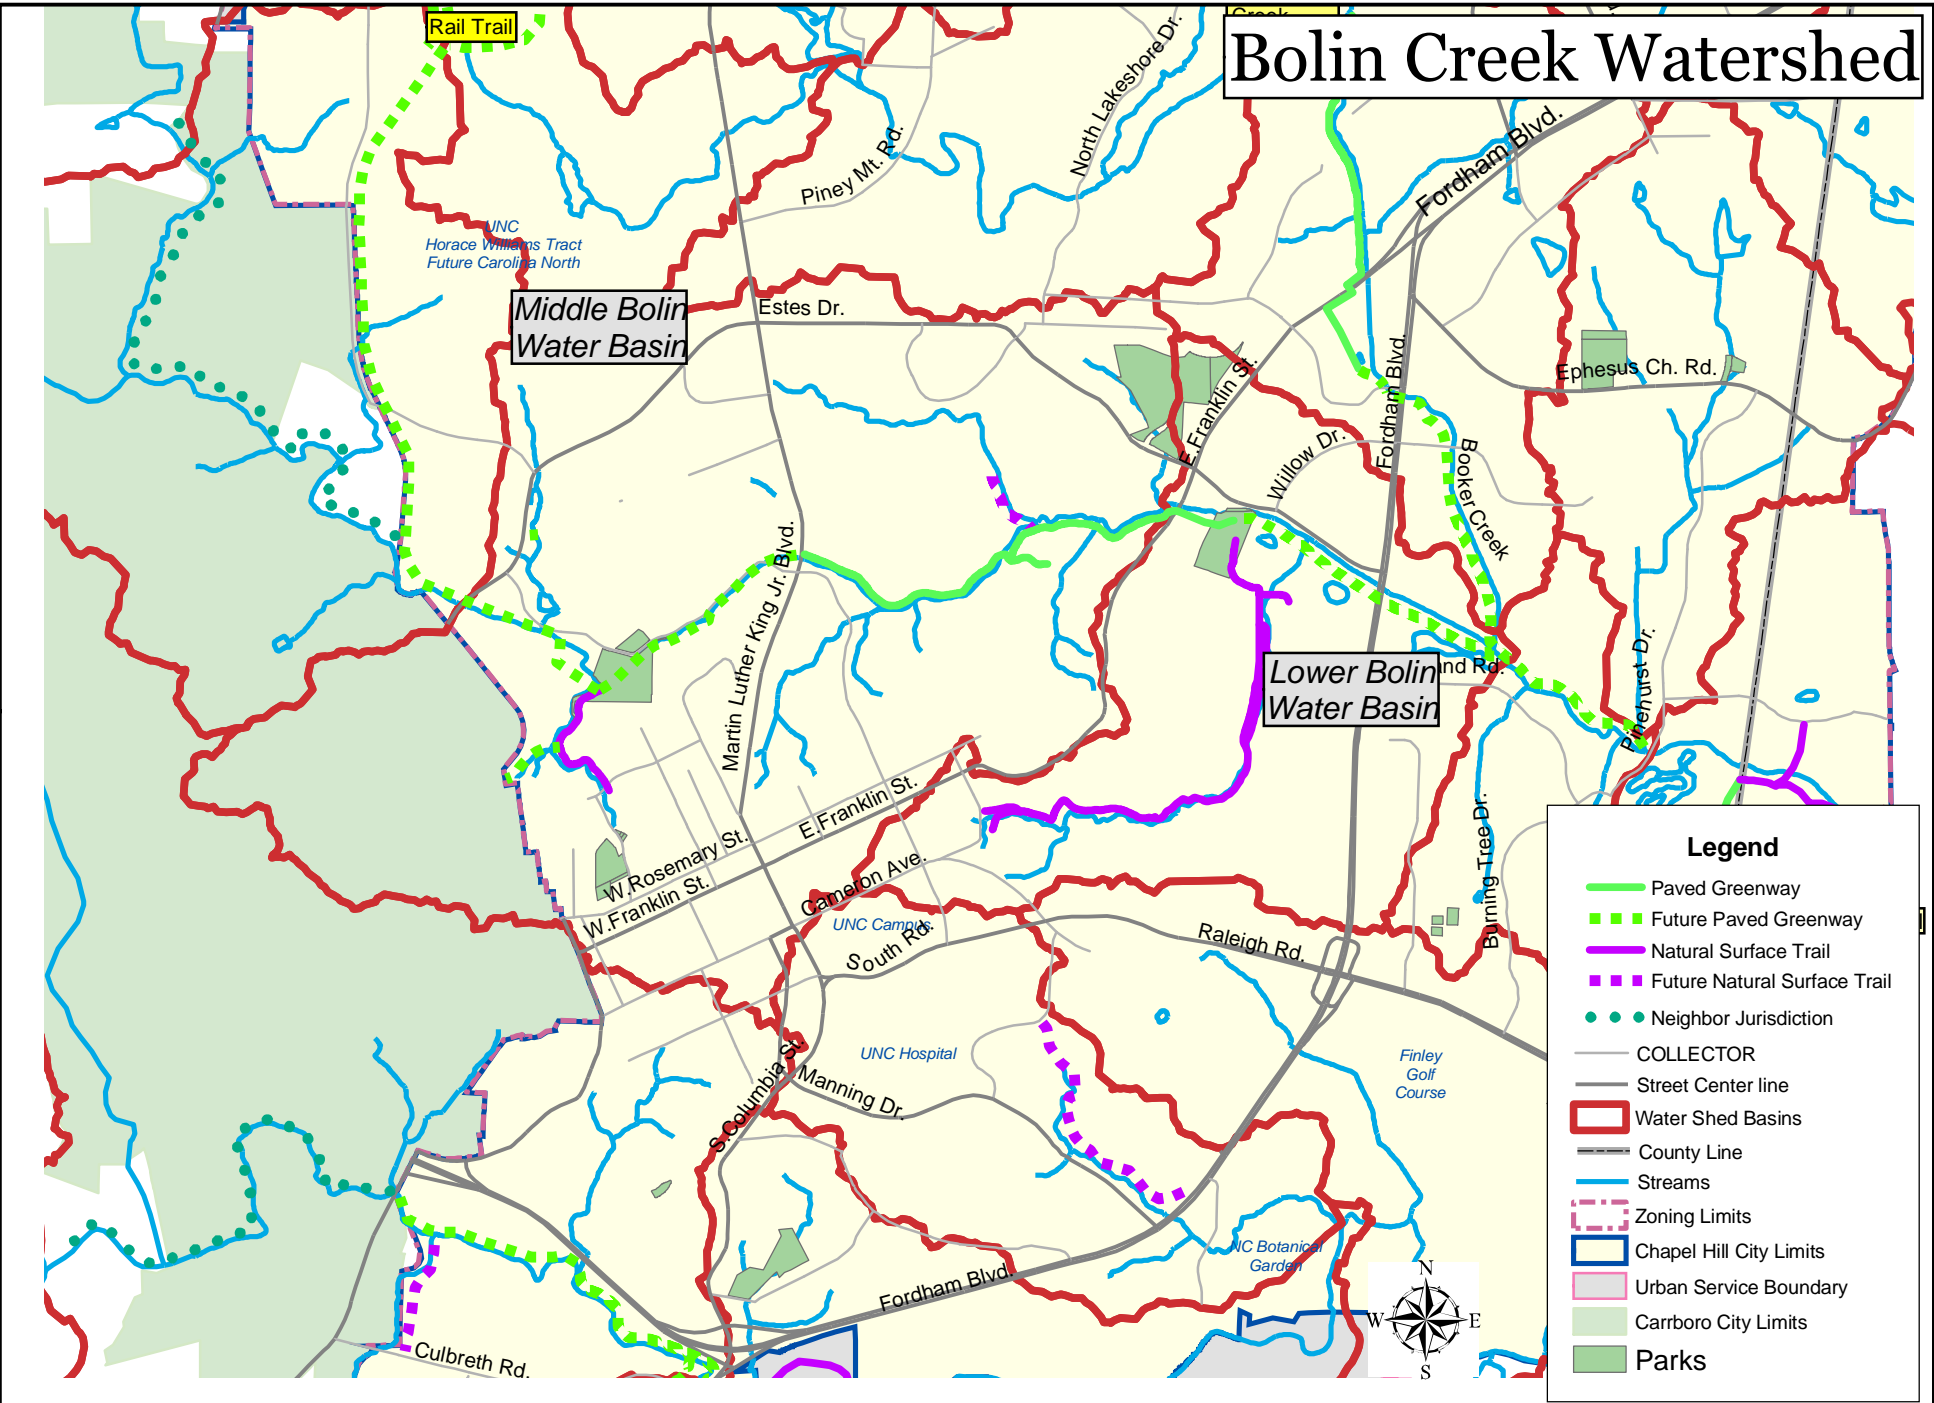 Rail Trail
Creek
Bolin Creek Watershed
North Lakeshore Dr.
Fordham Blvd.
Piney Mt. Rd.
UNC
Horace Williams Tract
Future Carolina North
Middle Bolin
Water Basin
Estes Dr.
E.Franklin St.
Fordham Blvd.
Ephesus Ch. Rd.
Willow Dr.
Booker Creek
Martin Luther King Jr. Blvd.
Lower Bolin
Water Basin
nd Rd.
Pinehurst Dr.
E.Franklin St.
W.Rosemary St.
W.Franklin St.
Cameron Ave.
UNC Campus
South Rd.
Raleigh Rd.
Burning Tree Dr.
UNC Hospital
Manning Dr.
S.Columbia St.
Finley
Golf
Course
NC Botanical
Garden
Fordham Blvd.
Culbreth Rd.
N
W
E
S
Legend
Paved Greenway
Future Paved Greenway
Natural Surface Trail
Future Natural Surface Trail
Neighbor Jurisdiction
COLLECTOR
Street Center line
Water Shed Basins
County Line
Streams
Zoning Limits
Chapel Hill City Limits
Urban Service Boundary
Carrboro City Limits
Parks